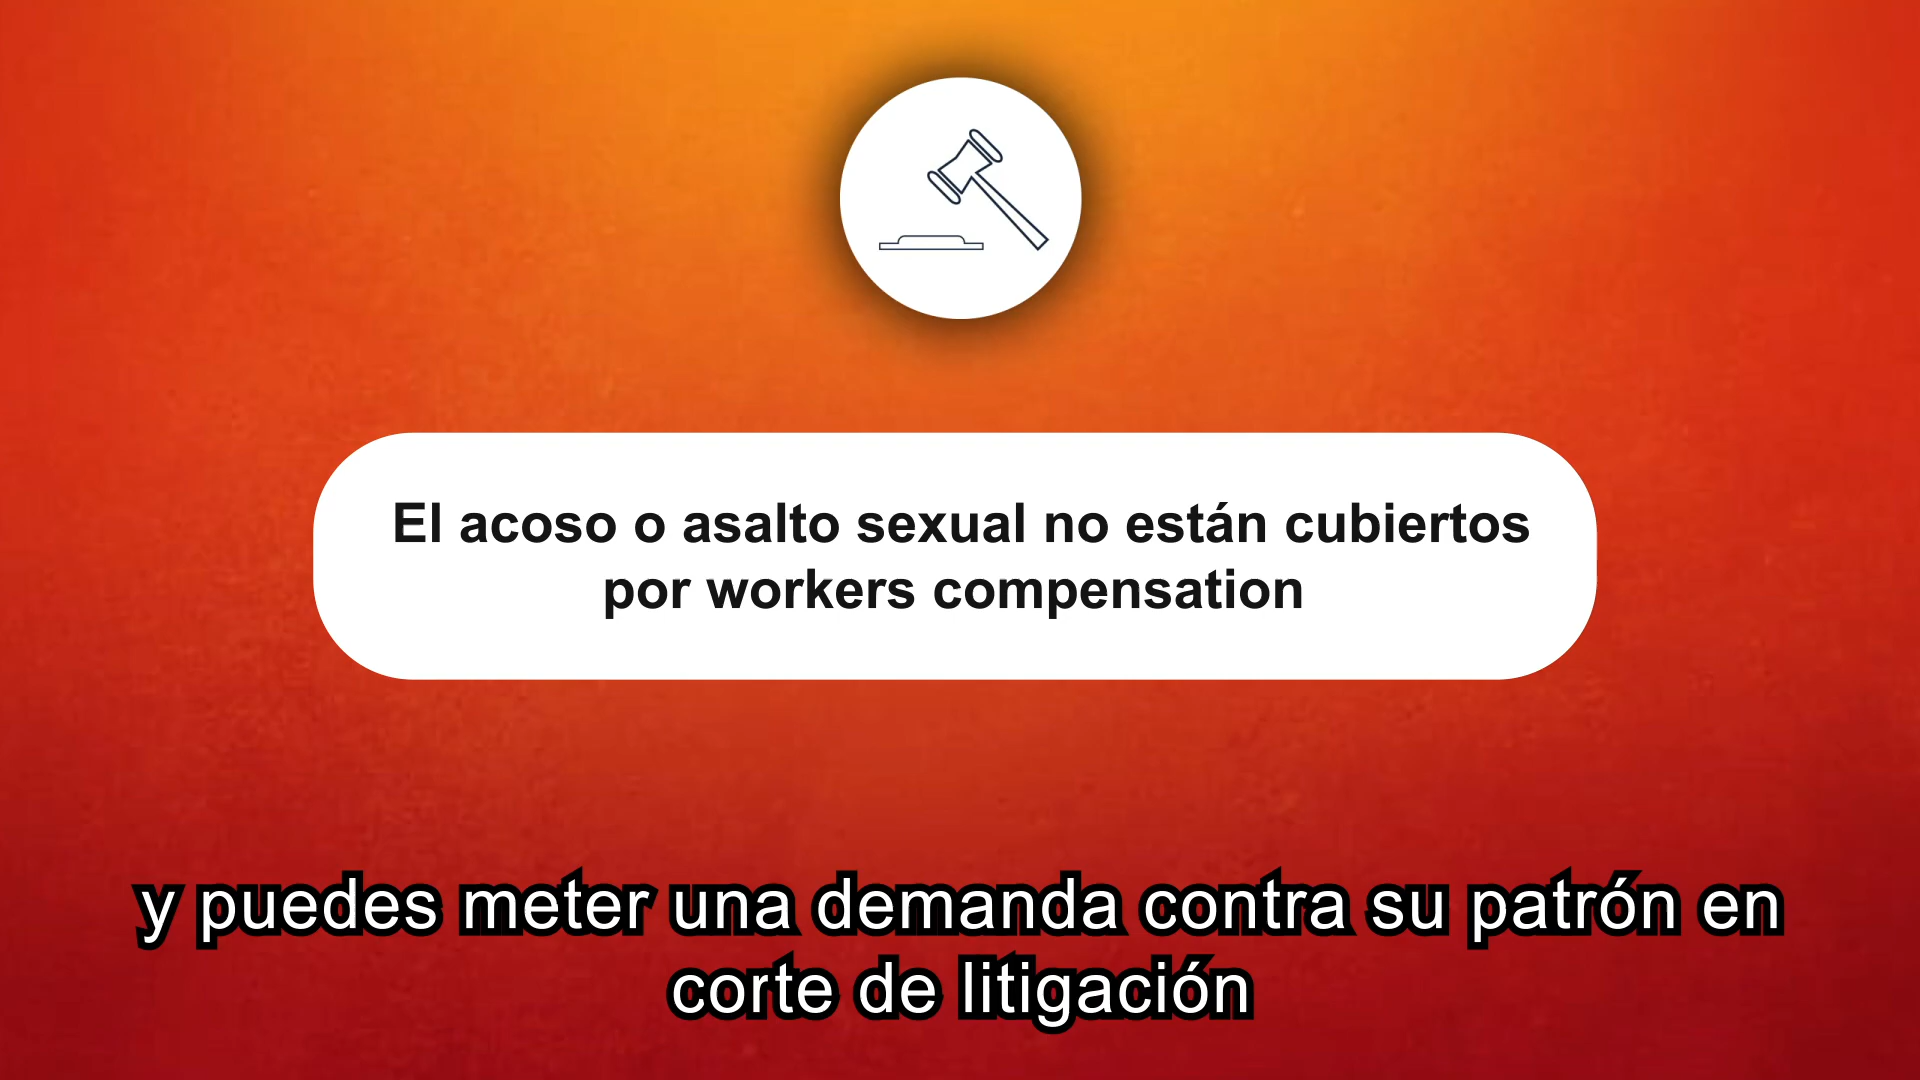 El acoso o asalto sexual no están cubiertos
por workers compensation
y puedes meter una demanda contra su patrón en
corte de litigación